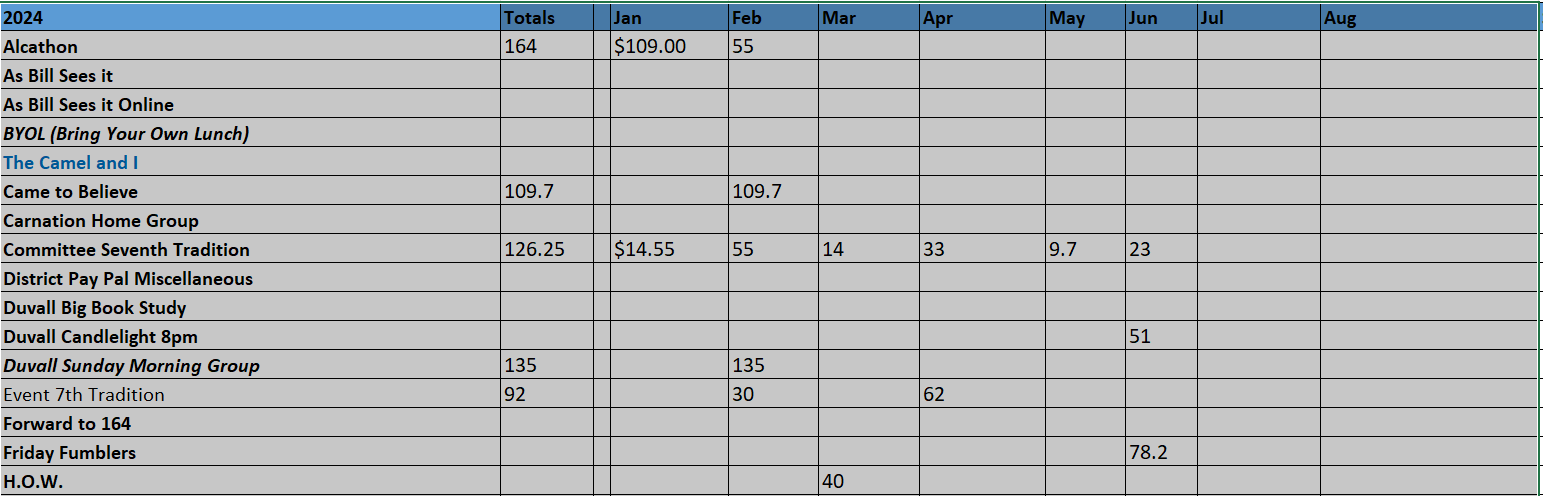 2024 Totals Jan Feb Mar Apr May Jun Jul Aug
Alcathon 164 $109.00 55
As Bill Sees it
As Bill Sees it Online
BYOL (Bring Your Own Lunch)
The Camel and I
Came to Believe 109.7 109.7
Carnation Home Group
Committee Seventh Tradition 126.25 $14.55 55 14 33 9.7 23
District Pay Pal Miscellaneous
Duvall Big Book Study
Duvall Candlelight 8pm 51
Duvall Sunday Morning Group 135 135
Event 7th Tradition 92 30 62
Forward to 164
Friday Fumblers 78.2
H.O.W. 40